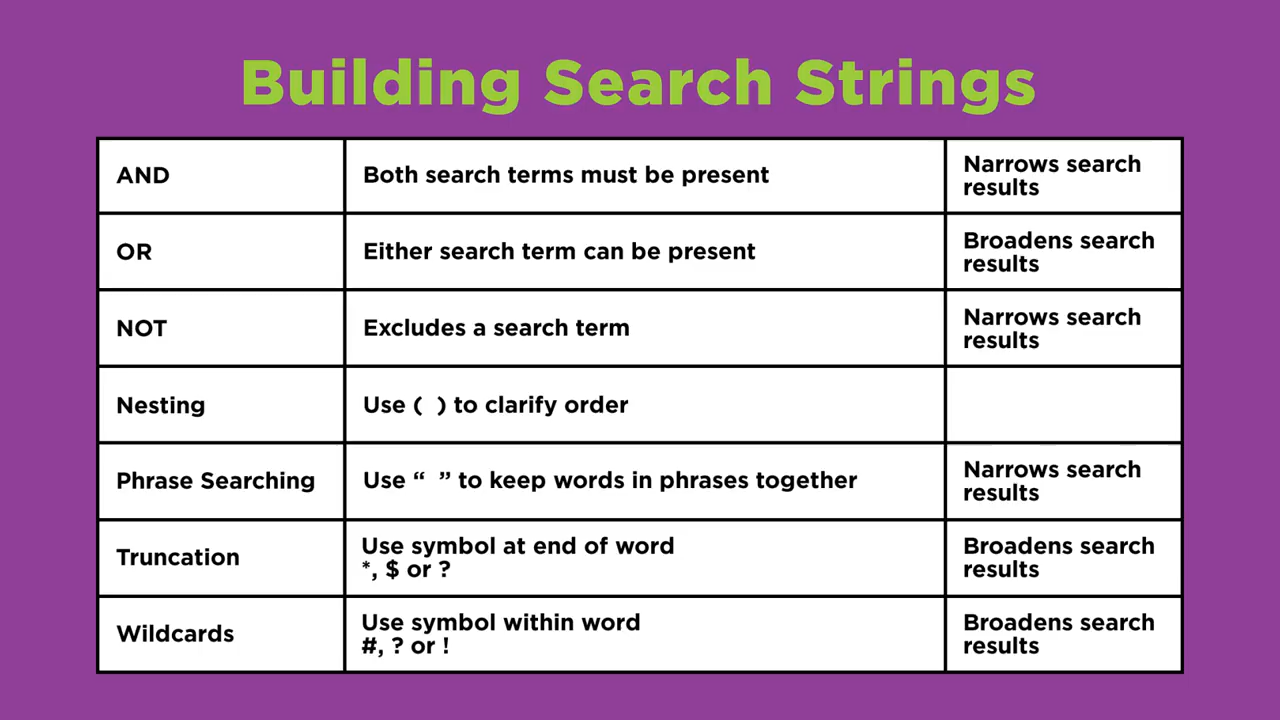 Building Search Strings
AND
Both search terms must be present
Narrows search
results
OR
Either search term can be present
Broadens search
results
NOT
Excludes a search term
Narrows search
results
Nesting
Use (  ) to clarify order
Phrase Searching
Use “  ” to keep words in phrases together
Narrows search
results
Truncation
Use symbol at end of word
*, $ or ?
Broadens search
results
Wildcards
Use symbol within word
#, ? or !
Broadens search
results